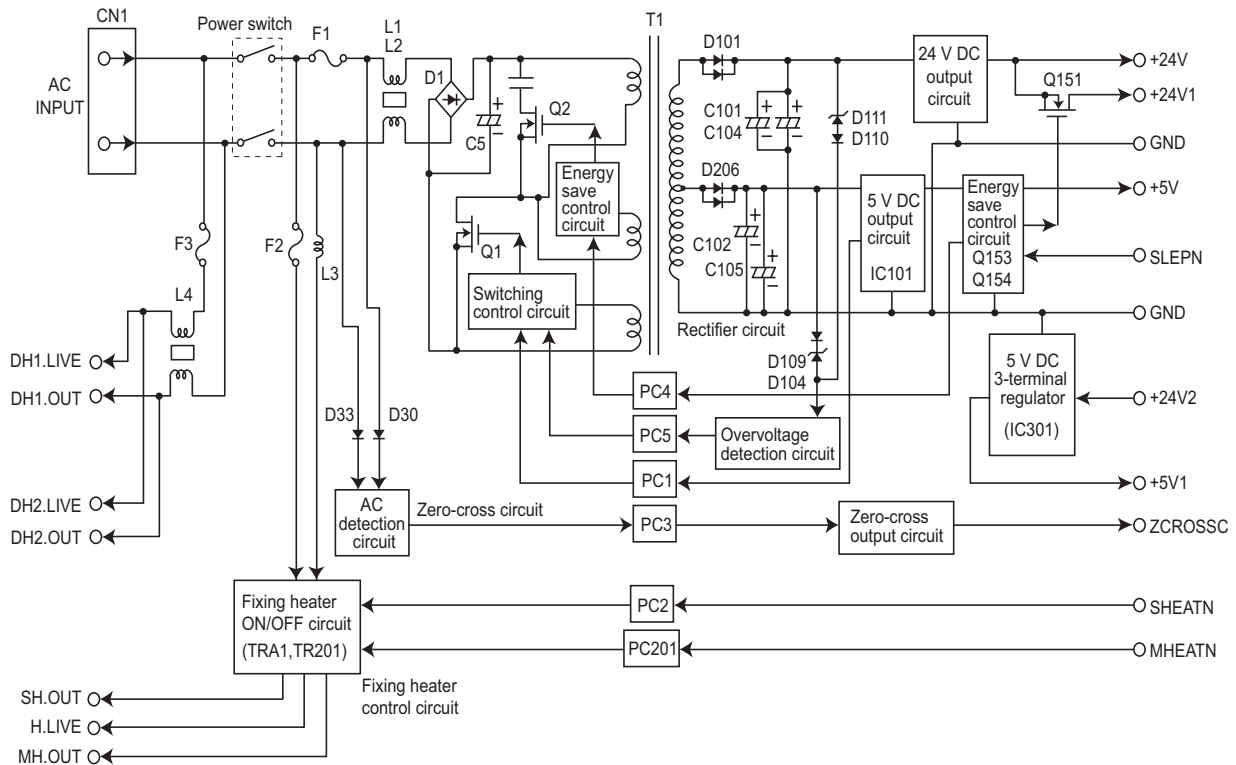 CN1
AC
INPUT
Power switch
F1
L1
L2
D1
C5
Q2
Q1
Energy
save
control
circuit
Switching
control circuit
T1
D101
C101
C104
D111
D110
D206
C102
C105
Rectifier circuit
24 V DC
output
circuit
Q151
+24V
+24V1
GND
+5V
5 V DC
output
circuit
IC101
Energy
save
control
circuit
Q153
Q154
SLEPN
GND
F3
F2
L3
L4
DH1.LIVE
DH1.OUT
DH2.LIVE
DH2.OUT
D33
D30
D109
D104
PC4
PC5
PC1
PC3
Overvoltage
detection circuit
5 V DC
3-terminal
regulator
(IC301)
+24V2
+5V1
AC
detection
circuit
Zero-cross circuit
Zero-cross
output circuit
ZCROSSC
Fixing heater
ON/OFF circuit
(TRA1,TR201)
PC2
PC201
SHEATN
MHEATN
Fixing heater
control circuit
SH.OUT
H.LIVE
MH.OUT